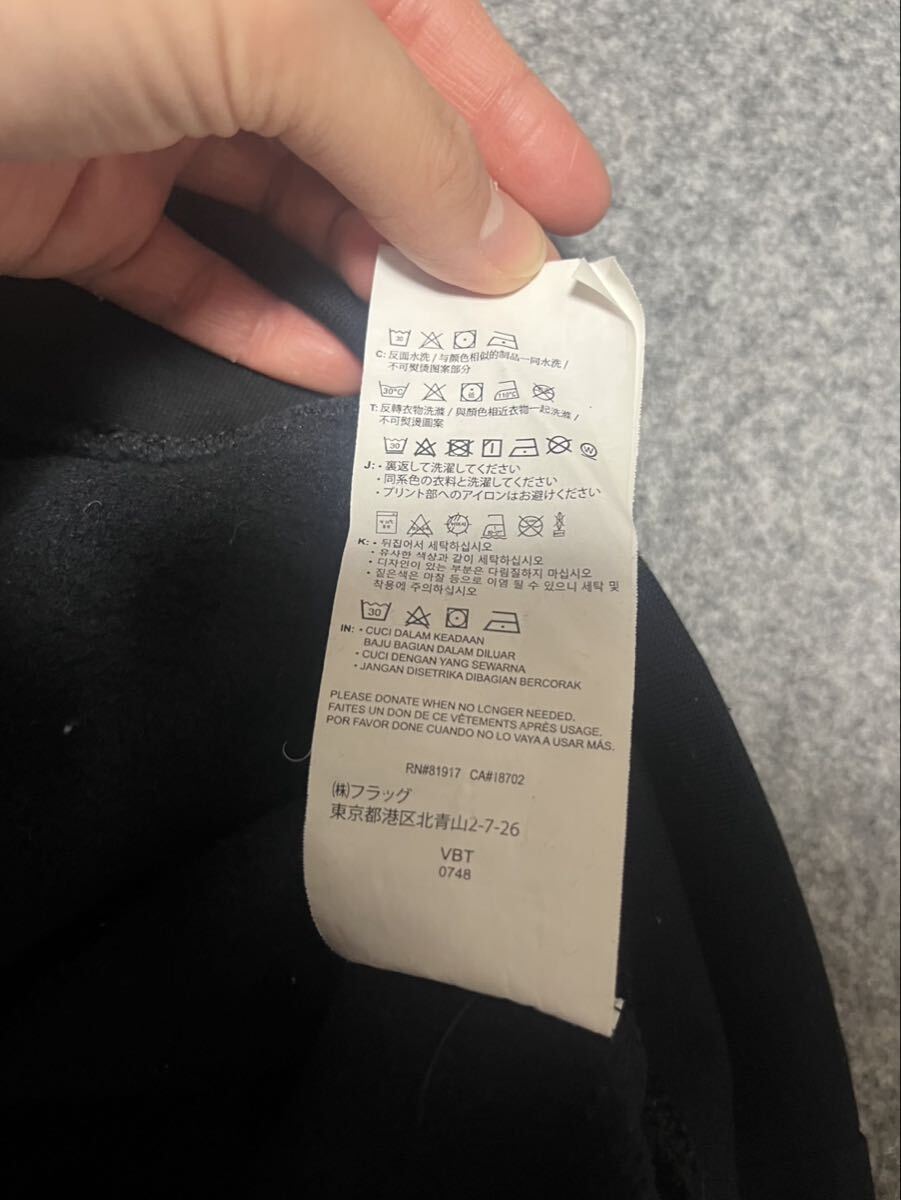 30
C: 反面水洗 / 与颜色相似的制品一同水洗 /
不可熨烫图案部分
30°C 低 110°C
T: 反轉衣物洗滌 / 與顏色相近衣物一起洗滌 /
不可熨燙圖案
30 W
J: ・裏返して洗濯してください
・同系色の衣料と洗濯してください
・プリント部へのアイロンはお避けください
K: ・뒤집어서 세탁하십시오
・유사한 색상과 같이 세탁하십시오
・디자인이 있는 부분은 다림질하지 마십시오
・짙은색은 마찰 등으로 이염 될 수 있으니 세탁 및
착용에 주의하십시오
30
IN: ・CUCI DALAM KEADAAN
BAJU BAGIAN DALAM DILUAR
・CUCI DENGAN YANG SEWARNA
・JANGAN DISETRIKA DIBAGIAN BERCORAK
PLEASE DONATE WHEN NO LONGER NEEDED.
FAITES UN DON DE CE VÊTEMENTS APRÈS USAGE.
POR FAVOR DONE CUANDO NO LO VAYA A USAR MÁS.
RN#81917 CA#18702
(株)フラッグ
東京都港区北青山2-7-26
VBT
0748